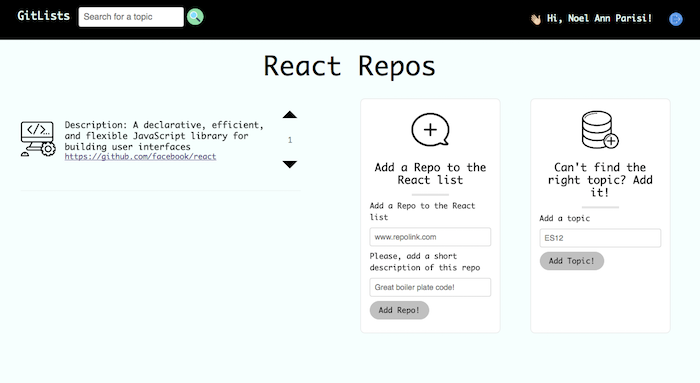 GitLists
Search for a topic
👋 Hi, Noel Ann Parisi!
React Repos
</>...
Description: A declarative, efficient,
and flexible JavaScript library for
building user interfaces
https://github.com/facebook/react
1
Add a Repo to the
React list
Add a Repo to the React
list
www.repolink.com
Please, add a short
description of this repo
Great boiler plate code!
Add Repo!
Can't find the
right topic? Add
it!
Add a topic
ES12
Add Topic!